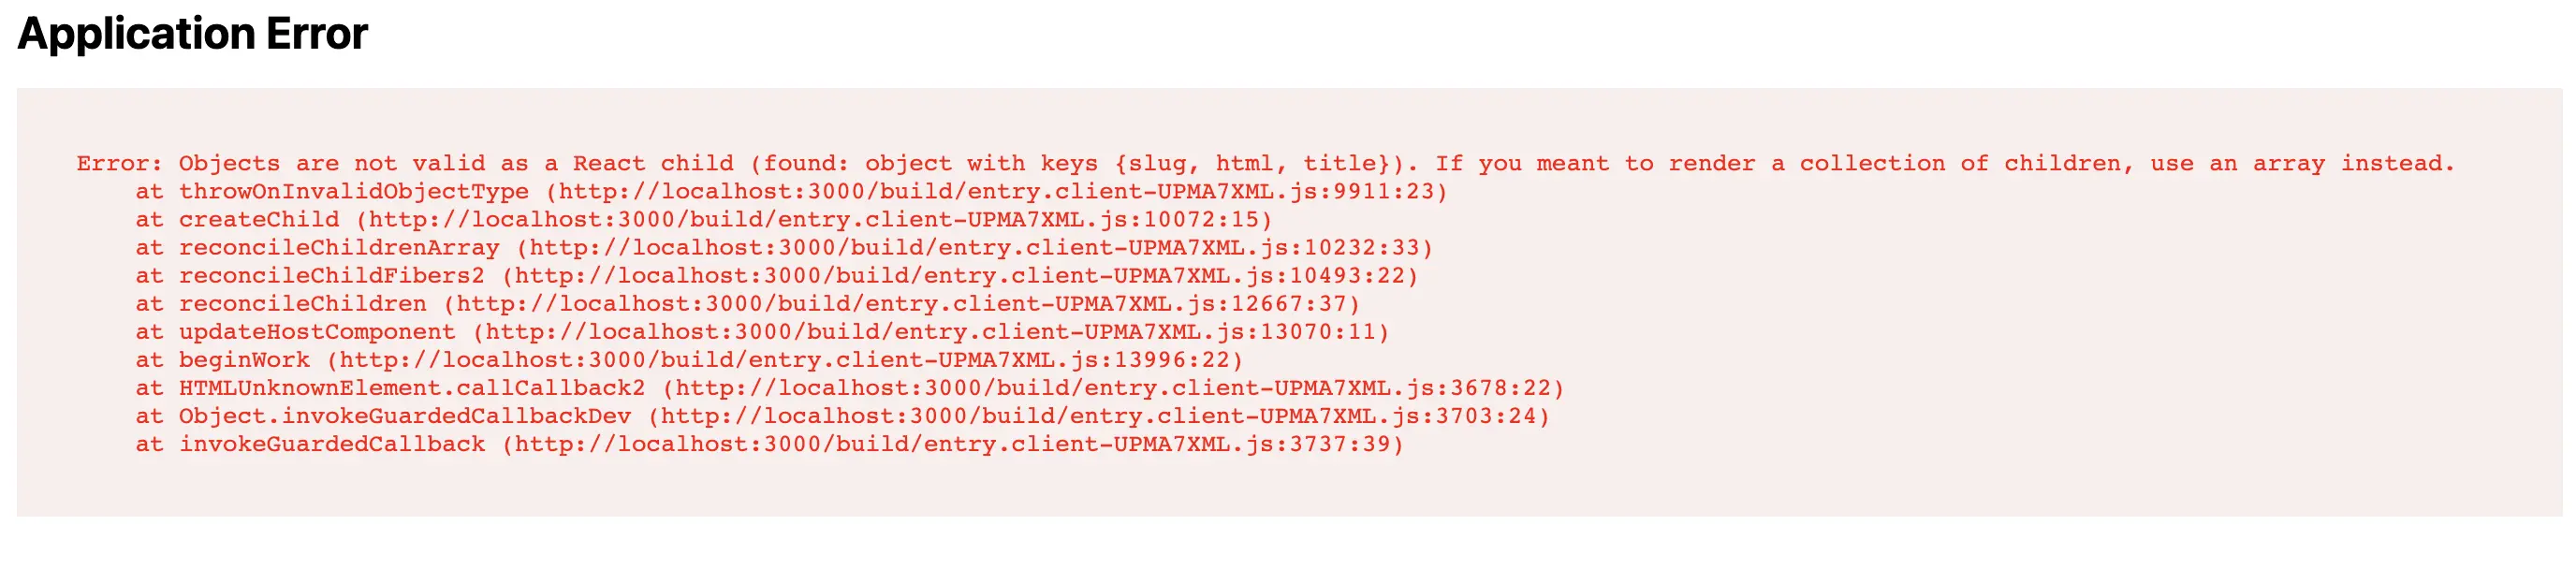 Application Error
Error: Objects are not valid as a React child (found: object with keys {slug, html, title}). If you meant to render a collection of children, use an array instead.
at throwOnInvalidObjectType (http://localhost:3000/build/entry.client-UPMA7XML.js:9911:23)
at createChild (http://localhost:3000/build/entry.client-UPMA7XML.js:10072:15)
at reconcileChildrenArray (http://localhost:3000/build/entry.client-UPMA7XML.js:10232:33)
at reconcileChildFibers2 (http://localhost:3000/build/entry.client-UPMA7XML.js:10493:22)
at reconcileChildren (http://localhost:3000/build/entry.client-UPMA7XML.js:12667:37)
at updateHostComponent (http://localhost:3000/build/entry.client-UPMA7XML.js:13070:11)
at beginWork (http://localhost:3000/build/entry.client-UPMA7XML.js:13996:22)
at HTMLUnknownElement.callCallback2 (http://localhost:3000/build/entry.client-UPMA7XML.js:3678:22)
at Object.invokeGuardedCallbackDev (http://localhost:3000/build/entry.client-UPMA7XML.js:3703:24)
at invokeGuardedCallback (http://localhost:3000/build/entry.client-UPMA7XML.js:3737:39)